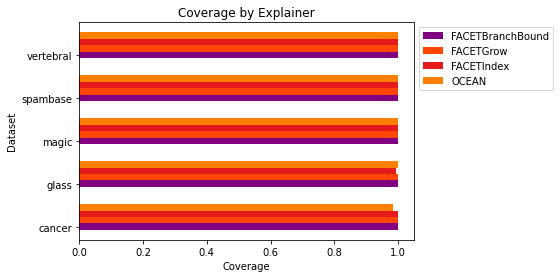 Coverage by Explainer
FACETBranchBound
FACETGrow
FACETIndex
OCEAN
Dataset
vertebral
spambase
magic
glass
cancer
0.0 0.2 0.4 0.6 0.8 1.0
Coverage